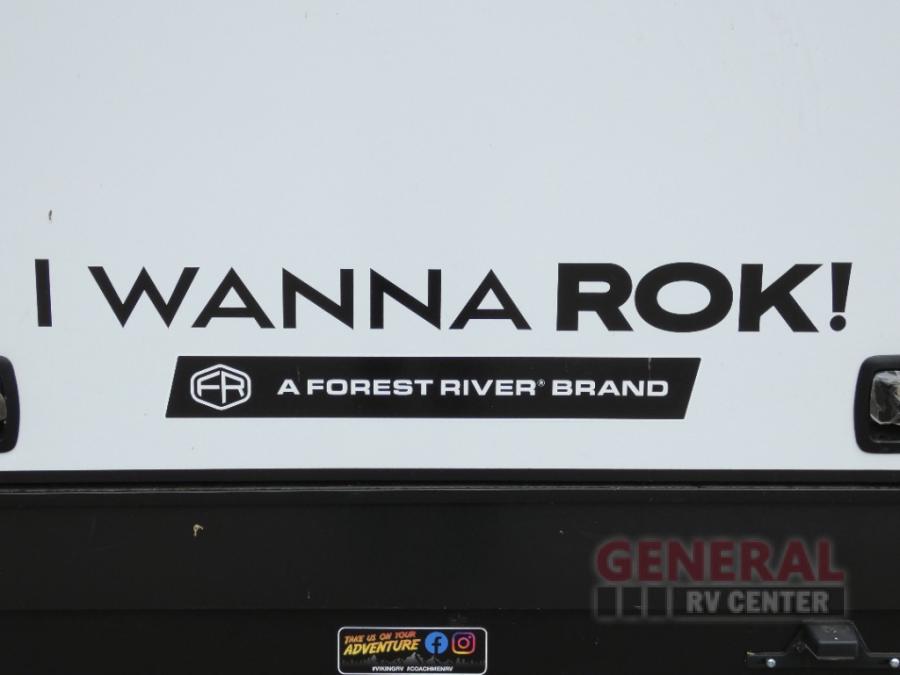 I WANNA ROK!
FR A FOREST RIVER® BRAND
GENERAL
RV CENTER
TAKE US ON YOUR
ADVENTURE
#VIKINGRV #COACHMENRV